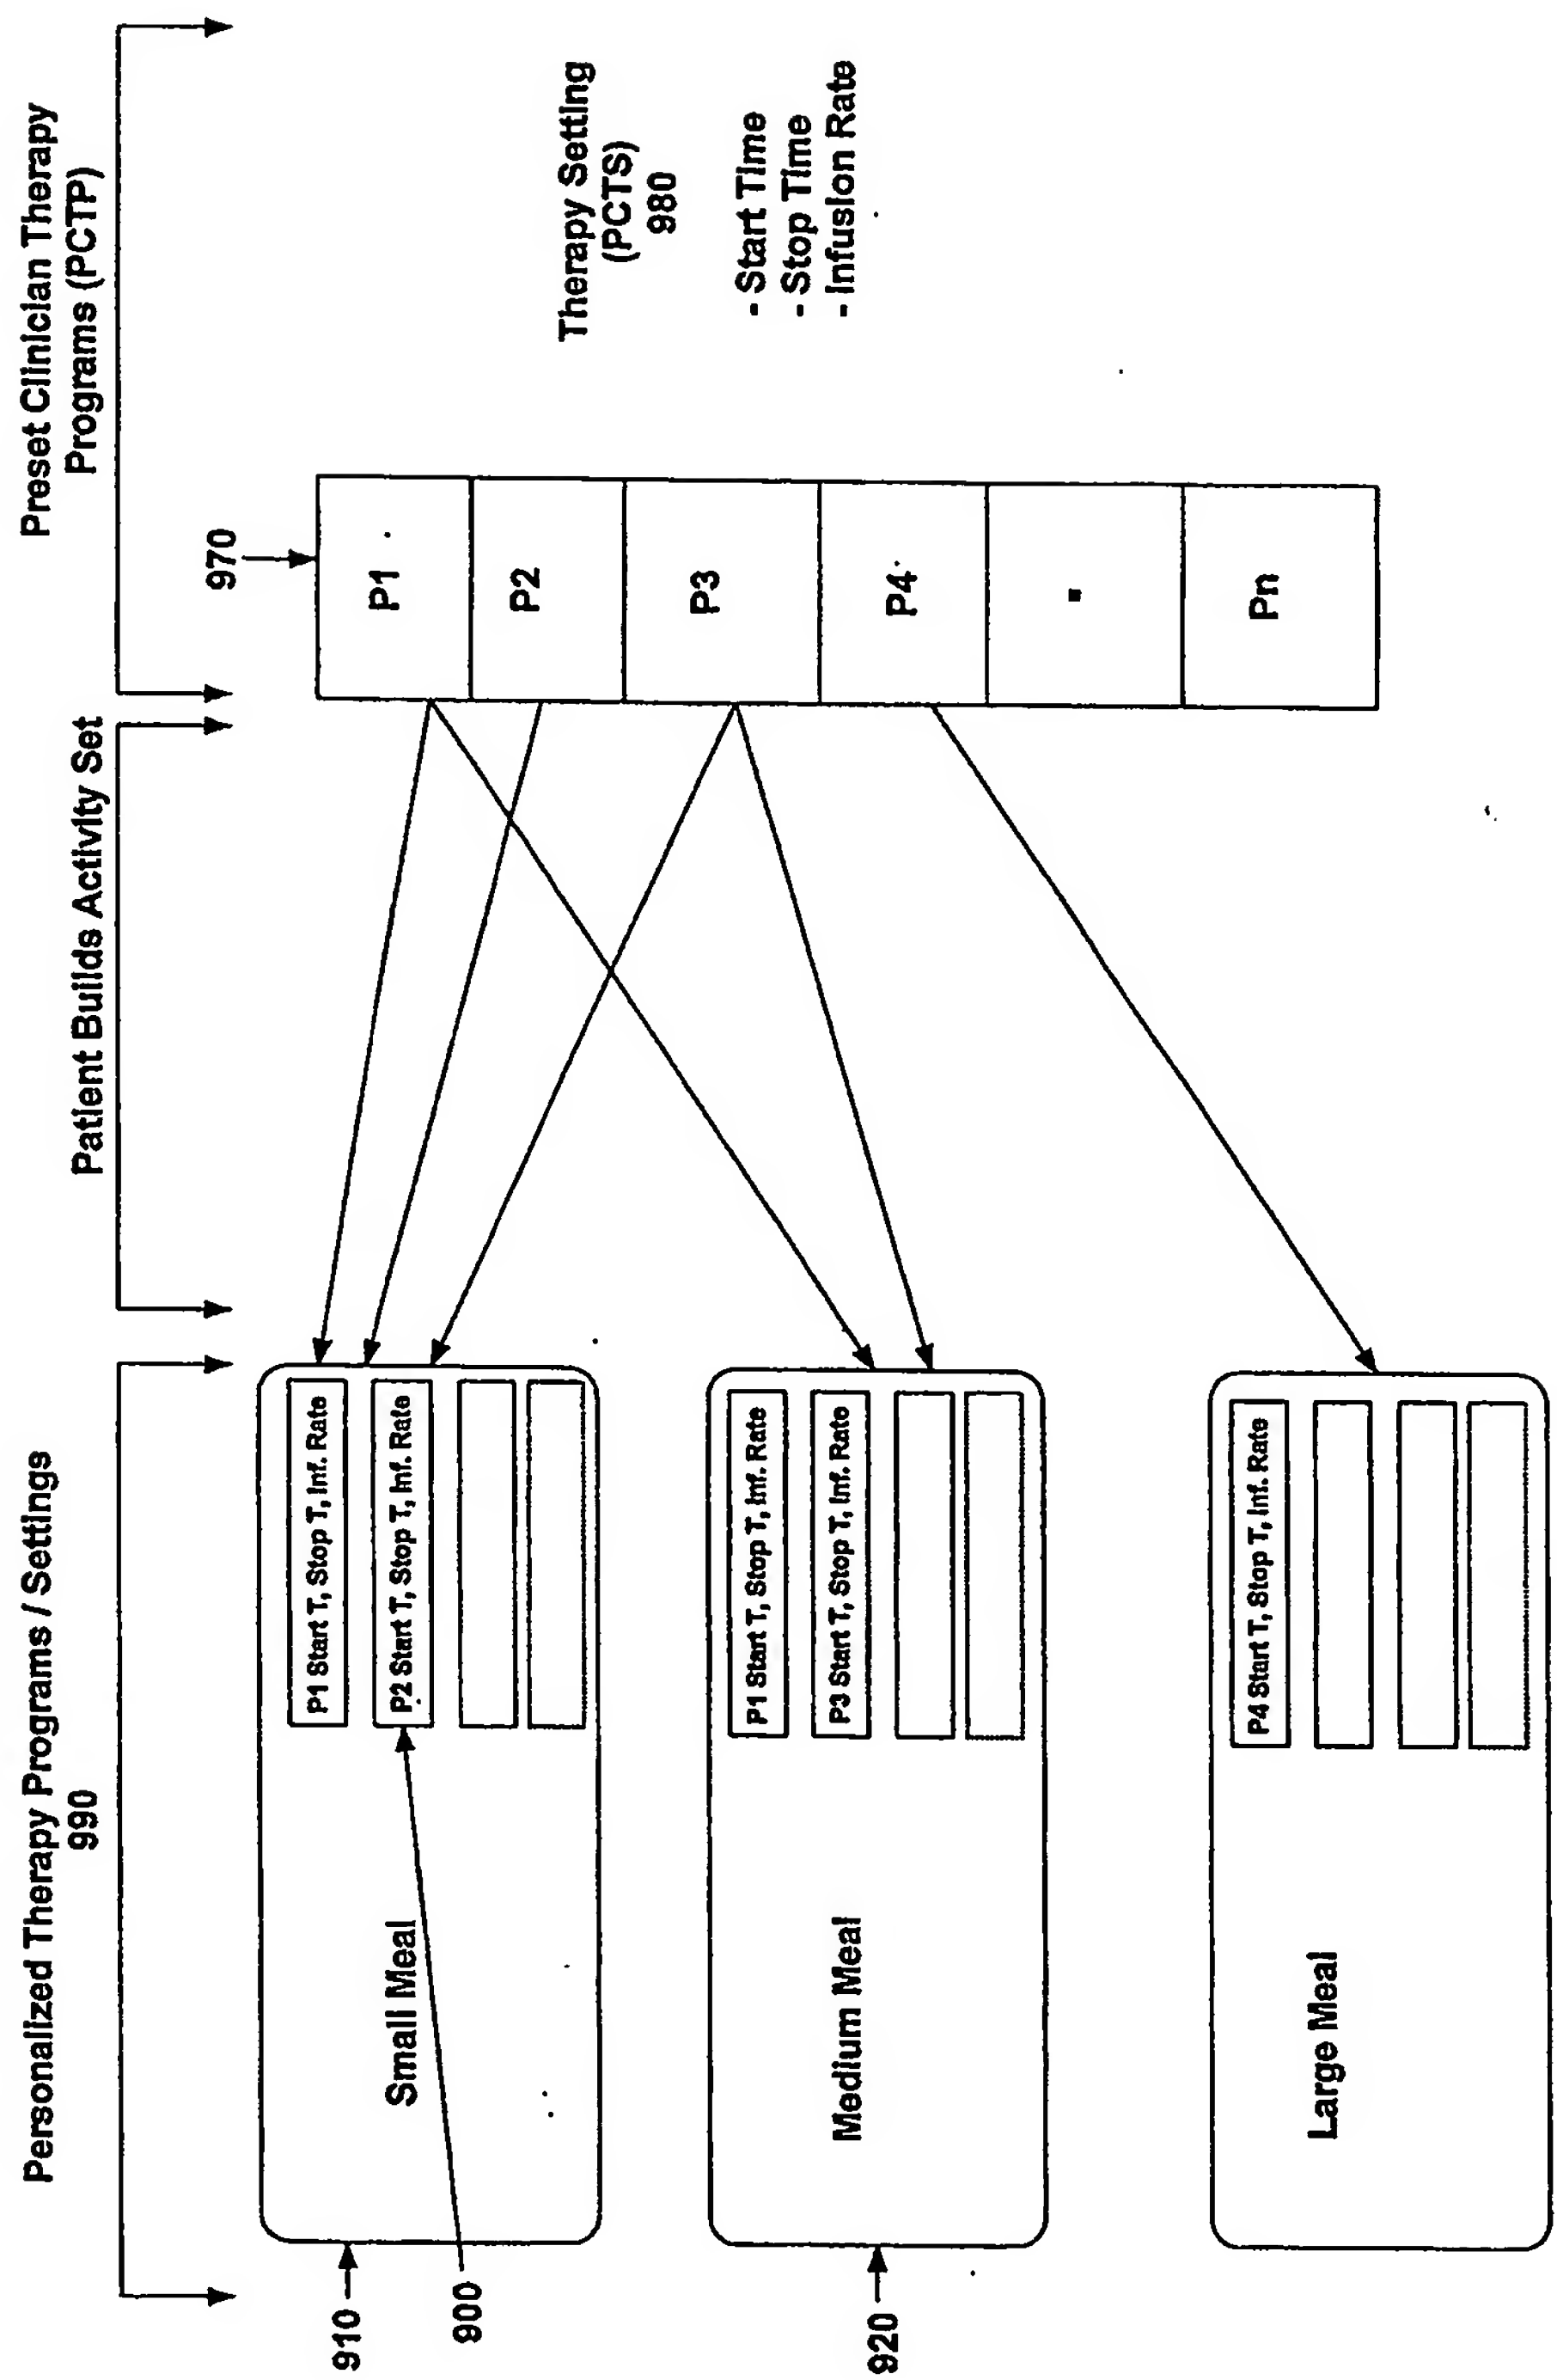 Personalized Therapy Programs / Settings
990
Patient Builds Activity Set
Preset Clinician Therapy
Programs (PCTP)
910
900
Small Meal
P1 Start T, Stop T, Inf. Rate
P2 Start T, Stop T, Inf. Rate
920
Medium Meal
P1 Start T, Stop T, Inf. Rate
P3 Start T, Stop T, Inf. Rate
Large Meal
P4 Start T, Stop T, Inf. Rate
970
P1
P2
P3
P4
Pn
Therapy Setting
(PCTS)
980
- Start Time
- Stop Time
- Infusion Rate